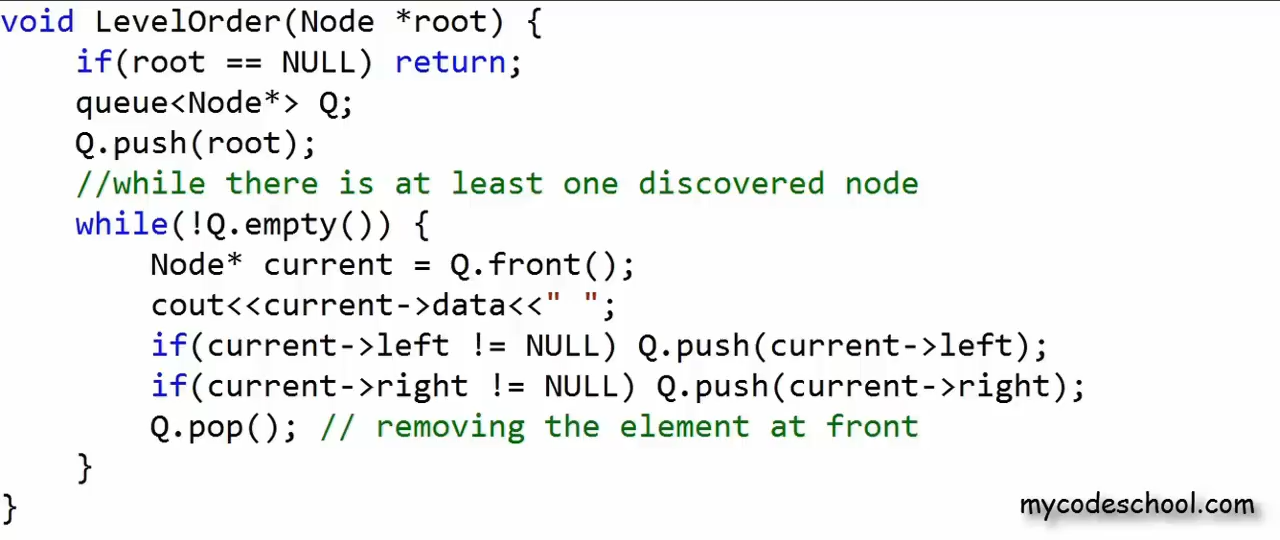 void LevelOrder(Node *root) {
if(root == NULL) return;
queue<Node*> Q;
Q.push(root);
//while there is at least one discovered node
while(!Q.empty()) {
Node* current = Q.front();
cout<<current->data<<" ";
if(current->left != NULL) Q.push(current->left);
if(current->right != NULL) Q.push(current->right);
Q.pop(); // removing the element at front
}
}
mycodeschool.com